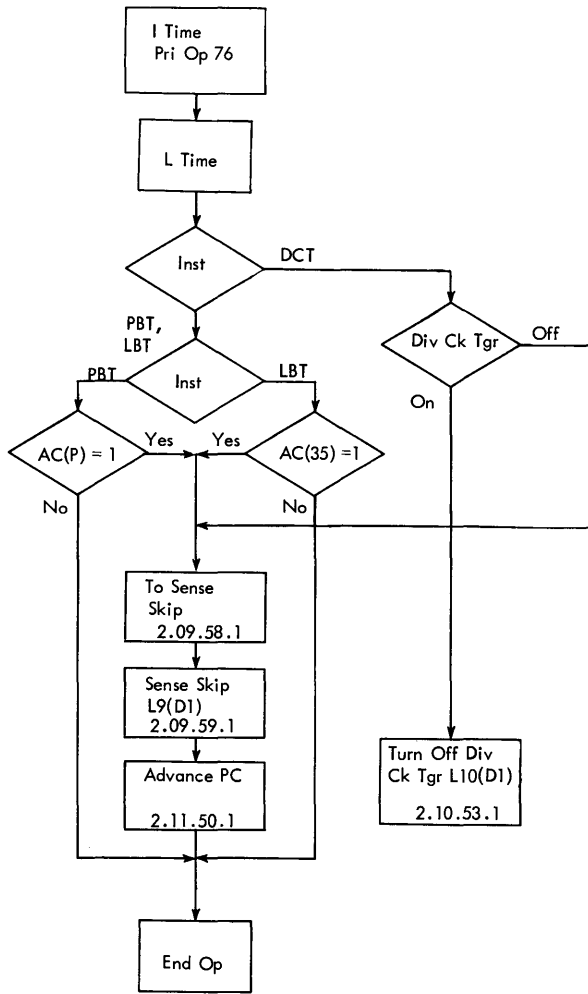 I Time
Pri Op 76
L Time
Inst
DCT
PBT,
LBT
Div Ck Tgr
Off
PBT
Inst
LBT
On
AC(P) = 1
Yes
Yes
AC(35) =1
No
No
To Sense
Skip
2.09.58.1
Sense Skip
L9(D1)
2.09.59.1
Turn Off Div
Ck Tgr L10(D1)
2.10.53.1
Advance PC
2.11.50.1
End Op